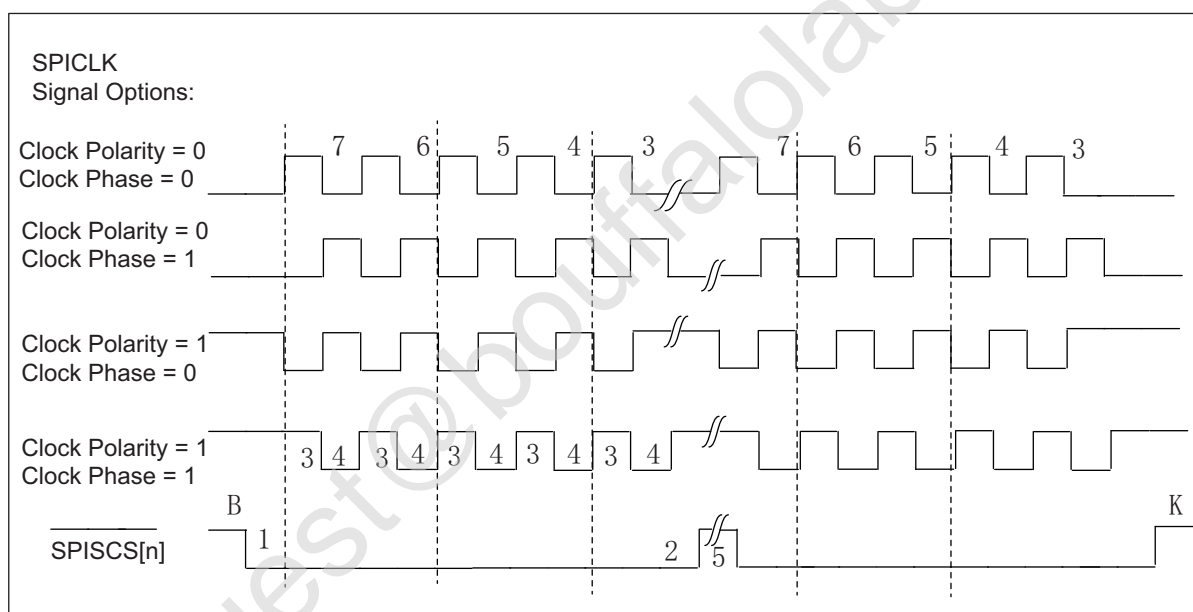 SPICLK
Signal Options:
Clock Polarity = 0
Clock Phase = 0
7 6 5 4 3 7 6 5 4 3
Clock Polarity = 0
Clock Phase = 1
Clock Polarity = 1
Clock Phase = 0
Clock Polarity = 1
Clock Phase = 1
3 4 3 4 3 4 3 4 3 4
B K
SPISCS[n]
1 2 5
est@bouffalola